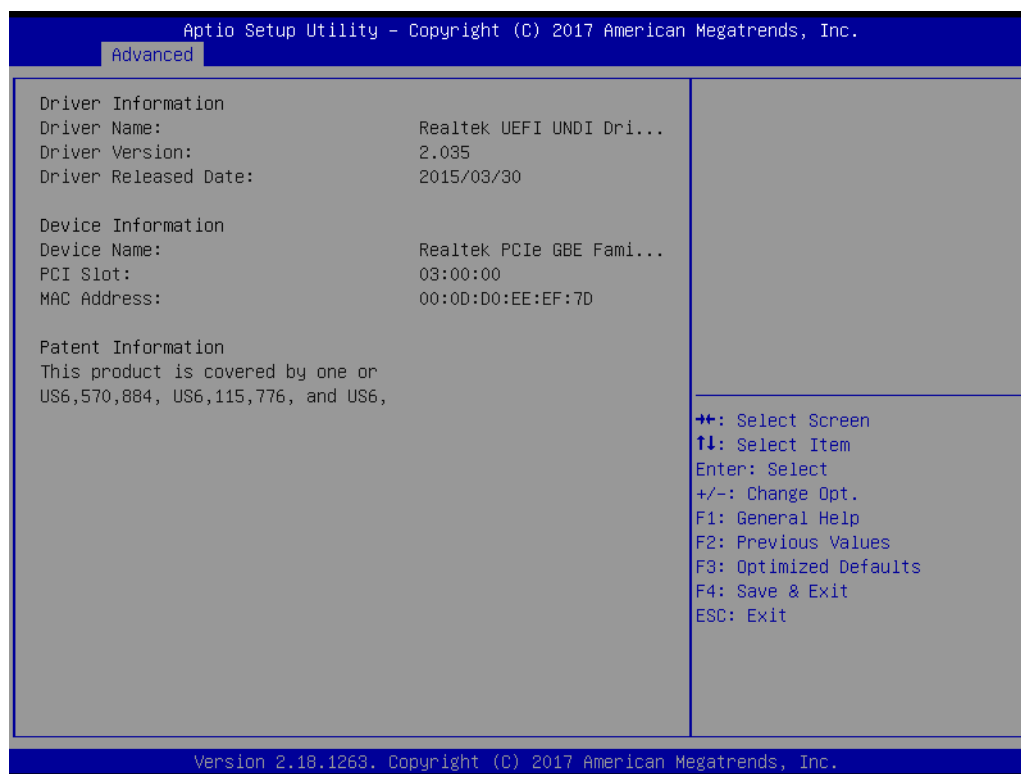 Aptio Setup Utility – Copyright (C) 2017 American Megatrends, Inc.
Advanced
Driver Information
Driver Name: Realtek UEFI UNDI Dri...
Driver Version: 2.035
Driver Released Date: 2015/03/30
Device Information
Device Name: Realtek PCIe GBE Fami...
PCI Slot: 03:00:00
MAC Address: 00:0D:D0:EE:EF:7D
Patent Information
This product is covered by one or
US6,570,884, US6,115,776, and US6,
→←: Select Screen
↑↓: Select Item
Enter: Select
+/-: Change Opt.
F1: General Help
F2: Previous Values
F3: Optimized Defaults
F4: Save & Exit
ESC: Exit
Version 2.18.1263. Copyright (C) 2017 American Megatrends, Inc.